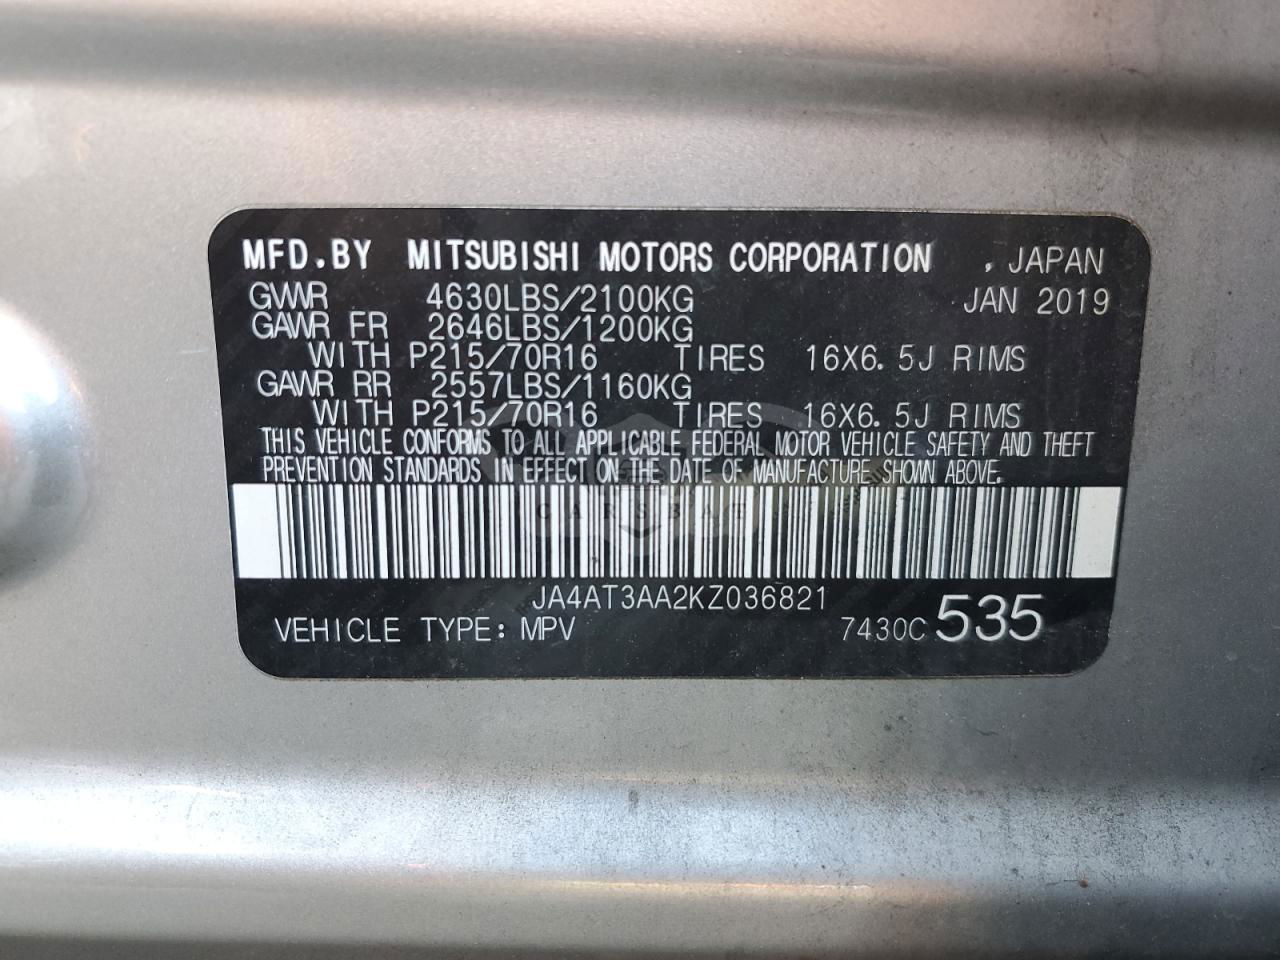 MFD.BY MITSUBISHI MOTORS CORPORATION , JAPAN
GVWR 4630LBS/2100KG JAN 2019
GAWR FR 2646LBS/1200KG
WITH P215/70R16 TIRES 16X6.5J RIMS
GAWR RR 2557LBS/1160KG
WITH P215/70R16 TIRES 16X6.5J RIMS
THIS VEHICLE CONFORMS TO ALL APPLICABLE FEDERAL MOTOR VEHICLE SAFETY AND THEFT
PREVENTION STANDARDS IN EFFECT ON THE DATE OF MANUFACTURE SHOWN ABOVE.
JA4AT3AA2KZ036821
VEHICLE TYPE: MPV 7430C 535